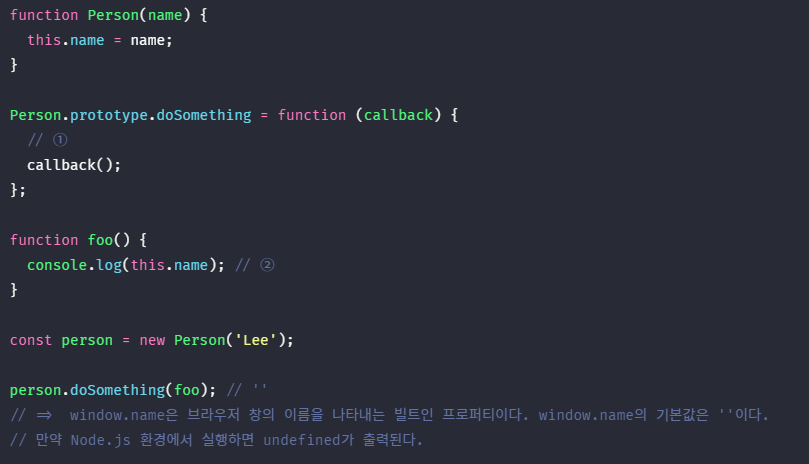 function Person(name) {
  this.name = name;
}
Person.prototype.doSomething = function (callback) {
  // ①
  callback();
};
function foo() {
  console.log(this.name); // ②
}
const person = new Person('Lee');
person.doSomething(foo); // ''
// => window.name은 브라우저 창의 이름을 나타내는 빌트인 프로퍼티이다. window.name의 기본값은 ''이다.
// 만약 Node.js 환경에서 실행하면 undefined가 출력된다.